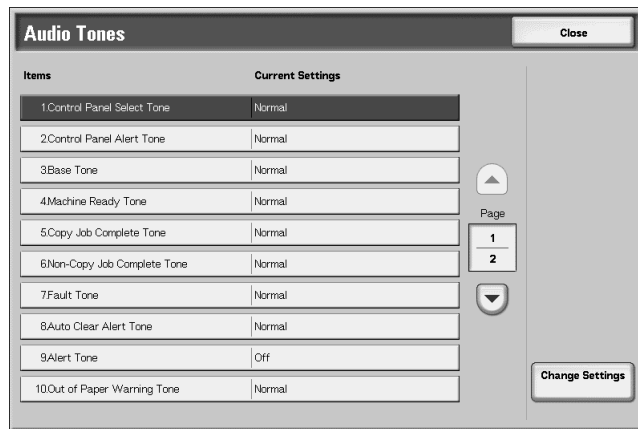 Audio Tones Close
Items Current Settings
1.Control Panel Select Tone Normal
2.Control Panel Alert Tone Normal
3.Base Tone Normal
4.Machine Ready Tone Normal
5.Copy Job Complete Tone Normal
6.Non-Copy Job Complete Tone Normal
7.Fault Tone Normal
8.Auto Clear Alert Tone Normal
9.Alert Tone Off
10.Out of Paper Warning Tone Normal
Page
1
2
Change Settings